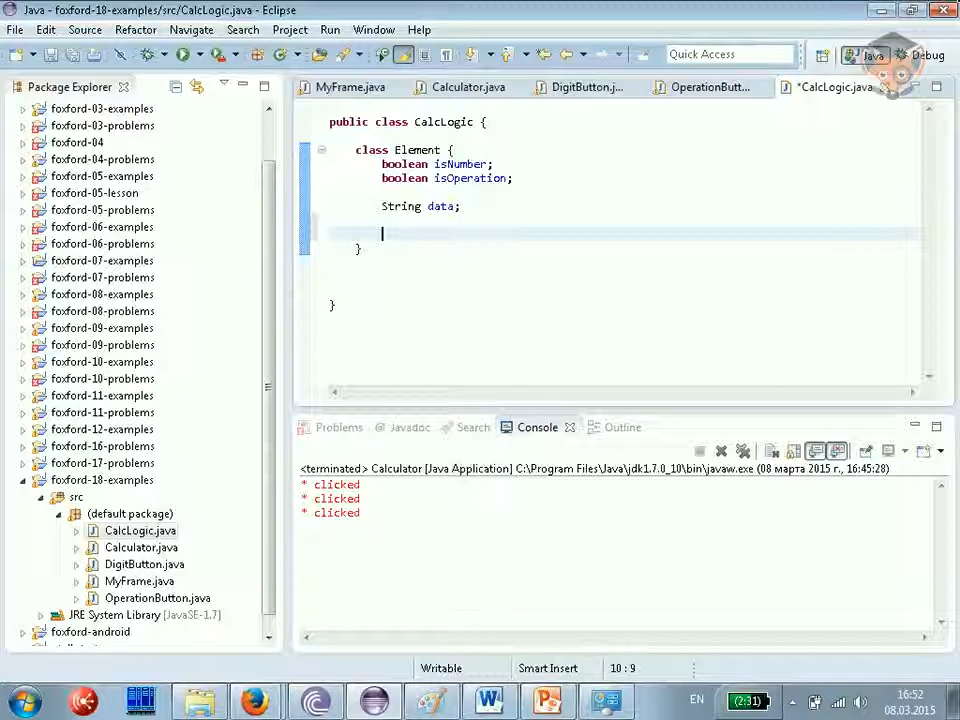 Java - foxford-18-examples/src/CalcLogic.java - Eclipse
File Edit Source Refactor Navigate Search Project Run Window Help
Quick Access
Java
Debug
Package Explorer
MyFrame.java
Calculator.java
DigitButton.j...
OperationButt...
*CalcLogic.java
foxford-03-examples
foxford-03-problems
foxford-04
foxford-04-problems
foxford-05-examples
foxford-05-lesson
foxford-05-problems
foxford-06-examples
foxford-06-problems
foxford-07-examples
foxford-07-problems
foxford-08-examples
foxford-08-problems
foxford-09-examples
foxford-09-problems
foxford-10-examples
foxford-10-problems
foxford-11-examples
foxford-11-problems
foxford-12-examples
foxford-16-problems
foxford-17-problems
foxford-18-examples
src
(default package)
CalcLogic.java
Calculator.java
DigitButton.java
MyFrame.java
OperationButton.java
JRE System Library [JavaSE-1.7]
foxford-android
public class CalcLogic {
class Element {
boolean isNumber;
boolean isOperation;
String data;
}
}
Problems
@ Javadoc
Search
Console
Outline
<terminated> Calculator [Java Application] C:\Program Files\Java\jdk1.7.0_10\bin\javaw.exe (08 марта 2015 г., 16:45:28)
* clicked
* clicked
* clicked
Writable
Smart Insert
10 : 9
EN
(2:31)
16:52
08.03.2015